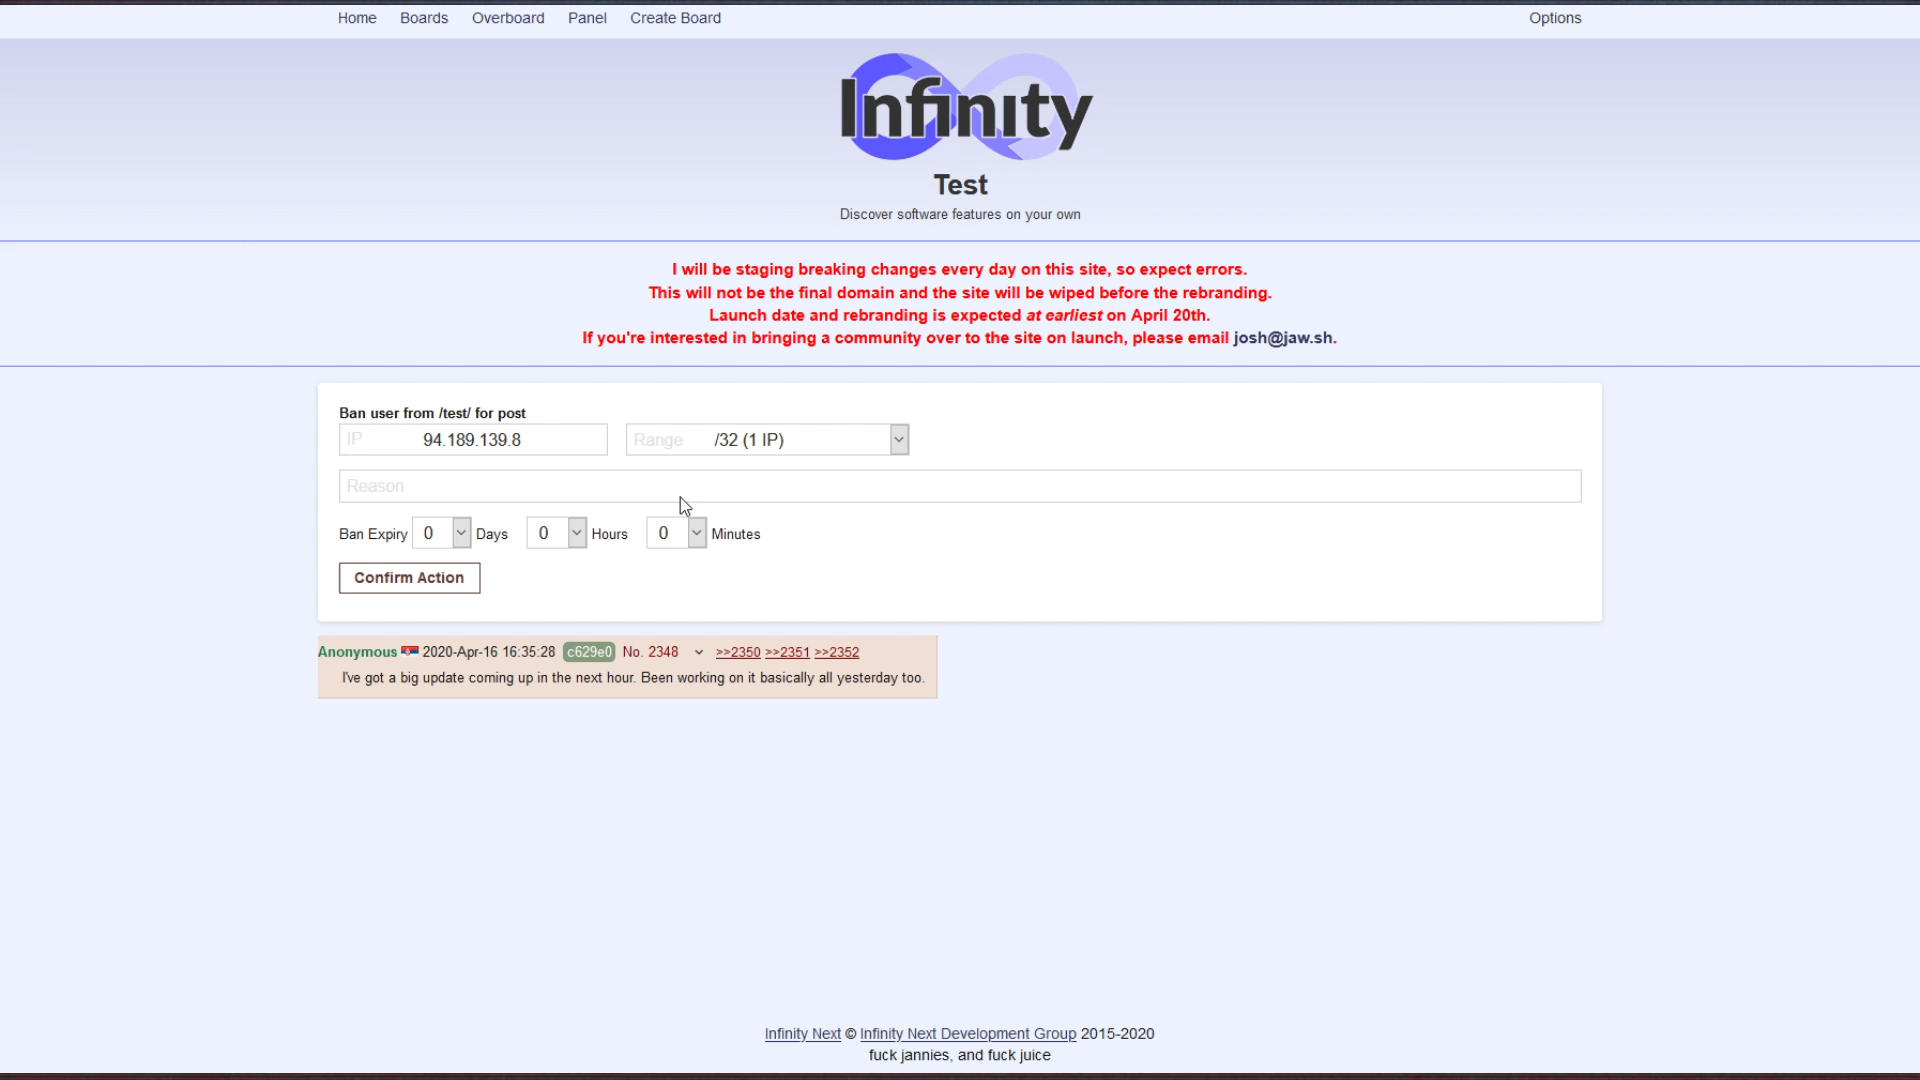 Home Boards Overboard Panel Create Board Options
Infinity
Test
Discover software features on your own
I will be staging breaking changes every day on this site, so expect errors.
This will not be the final domain and the site will be wiped before the rebranding.
Launch date and rebranding is expected at earliest on April 20th.
If you're interested in bringing a community over to the site on launch, please email josh@jaw.sh.
Ban user from /test/ for post
IP 94.189.139.8 Range /32 (1 IP)
Reason
Ban Expiry 0 Days 0 Hours 0 Minutes
Confirm Action
Anonymous 2020-Apr-16 16:35:28 c629e0 No. 2348 >>2350 >>2351 >>2352
I've got a big update coming up in the next hour. Been working on it basically all yesterday too.
Infinity Next © Infinity Next Development Group 2015-2020
fuck jannies, and fuck juice